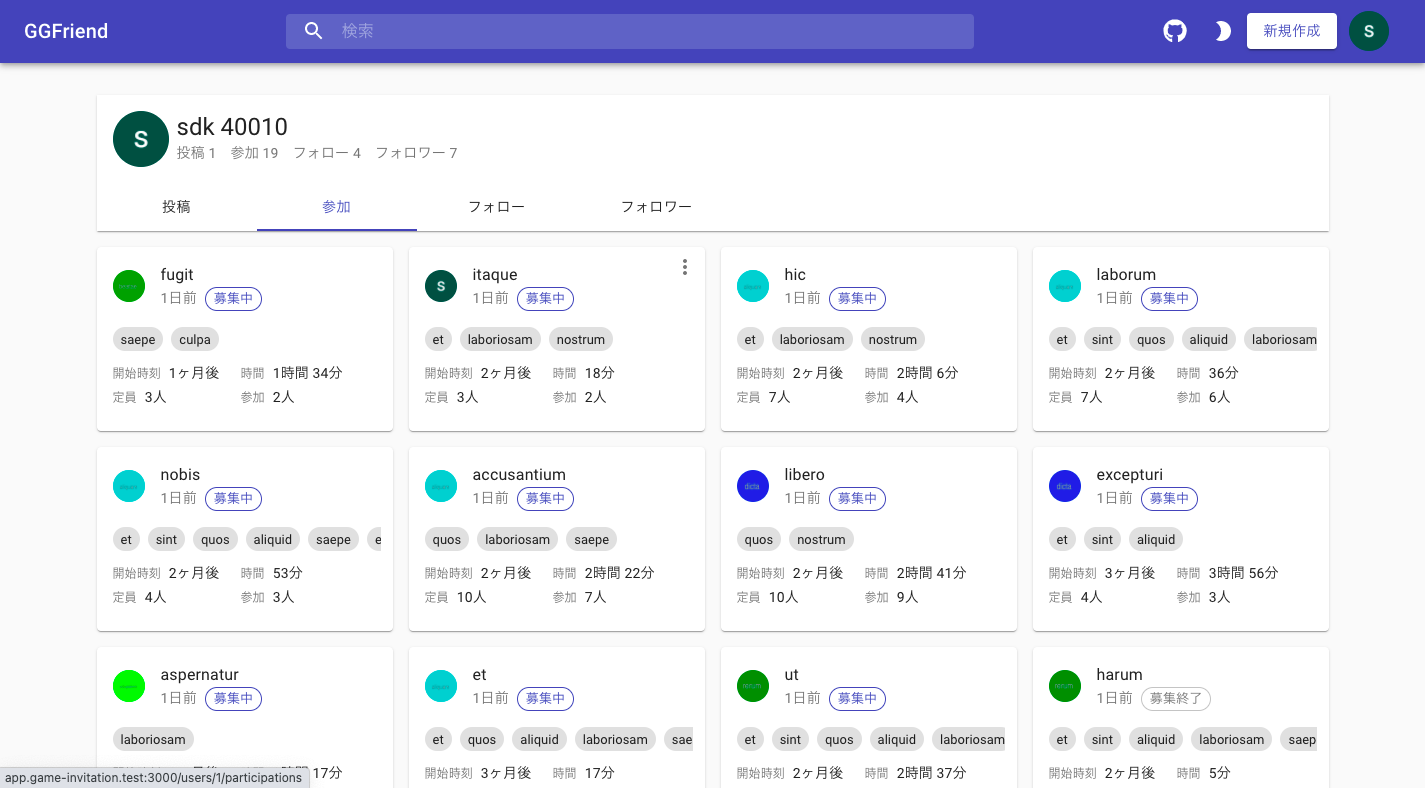 GGFriend
検索
新規作成
S
S
sdk 40010
投稿 1 参加 19 フォロー 4 フォロワー 7
投稿 参加 フォロー フォロワー
fugit
1日前 募集中
saepe culpa
開始時刻 1ヶ月後 時間 1時間 34分
定員 3人 参加 2人
S
itaque
1日前 募集中
et laboriosam nostrum
開始時刻 2ヶ月後 時間 18分
定員 3人 参加 2人
hic
1日前 募集中
et laboriosam nostrum
開始時刻 2ヶ月後 時間 2時間 6分
定員 7人 参加 4人
laborum
1日前 募集中
et sint quos aliquid laboriosam
開始時刻 2ヶ月後 時間 36分
定員 7人 参加 6人
nobis
1日前 募集中
et sint quos aliquid saepe e
開始時刻 2ヶ月後 時間 53分
定員 4人 参加 3人
accusantium
1日前 募集中
quos laboriosam saepe
開始時刻 2ヶ月後 時間 2時間 22分
定員 10人 参加 7人
dicta
libero
1日前 募集中
quos nostrum
開始時刻 2ヶ月後 時間 2時間 41分
定員 10人 参加 9人
dicta
excepturi
1日前 募集中
et sint aliquid
開始時刻 3ヶ月後 時間 3時間 56分
定員 4人 参加 3人
aspernatur
1日前 募集中
laboriosam
17分
et
1日前 募集中
et quos aliquid laboriosam sae
開始時刻 3ヶ月後 時間 17分
ut
1日前 募集中
et sint quos aliquid laboriosam
開始時刻 2ヶ月後 時間 2時間 37分
harum
1日前 募集終了
et sint aliquid laboriosam saep
開始時刻 2ヶ月後 時間 5分
app.game-invitation.test:3000/users/1/participations